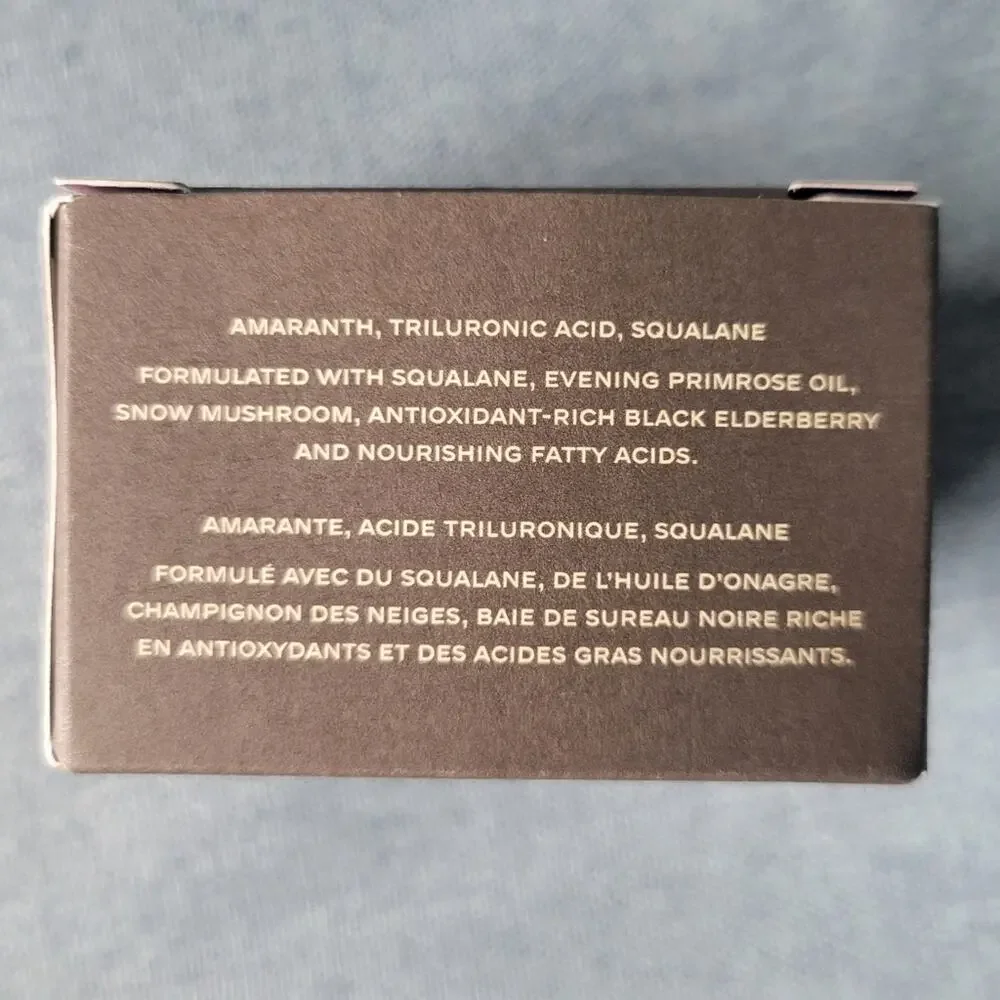 AMARANTH, TRILURONIC ACID, SQUALANE
FORMULATED WITH SQUALANE, EVENING PRIMROSE OIL,
SNOW MUSHROOM, ANTIOXIDANT-RICH BLACK ELDERBERRY
AND NOURISHING FATTY ACIDS.
AMARANTE, ACIDE TRILURONIQUE, SQUALANE
FORMULÉ AVEC DU SQUALANE, DE L'HUILE D'ONAGRE,
CHAMPIGNON DES NEIGES, BAIE DE SUREAU NOIRE RICHE
EN ANTIOXYDANTS ET DES ACIDES GRAS NOURRISSANTS.